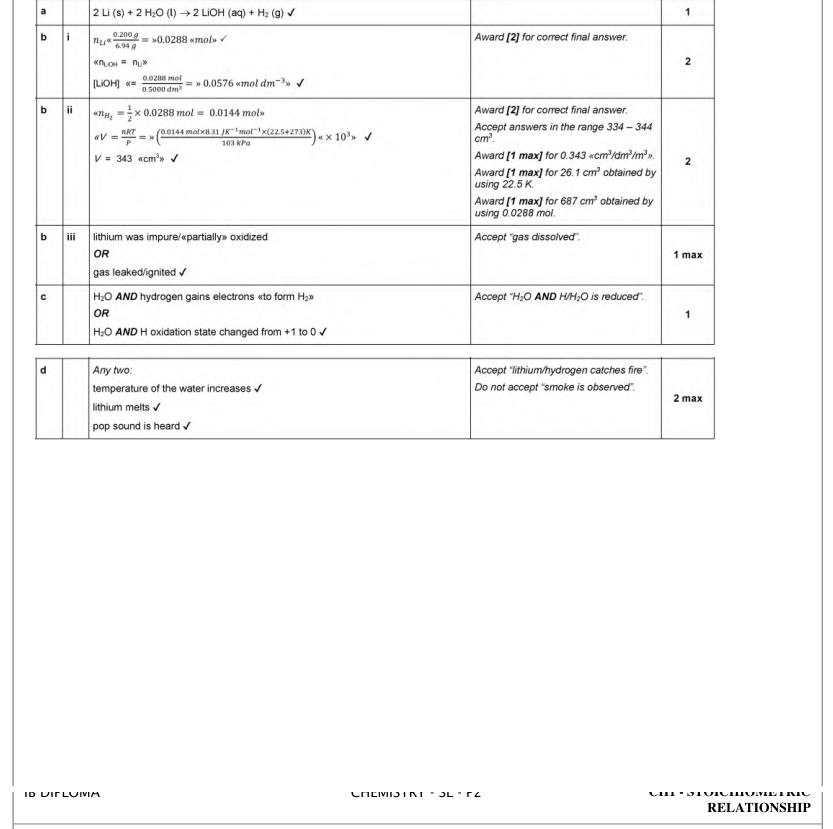 a 2 Li (s) + 2 H₂O (l) → 2 LiOH (aq) + H₂ (g) ✓ 1
b i n_Li« 0.200 g / 6.94 g = »0.0288 «mol» ✓ Award [2] for correct final answer. 2
«n_LiOH = n_Li»
[LiOH] «= 0.0288 mol / 0.5000 dm³ = » 0.0576 «mol dm⁻³» ✓
b ii «n_H₂ = 1/2 × 0.0288 mol = 0.0144 mol» Award [2] for correct final answer. 2
«V = nRT/P = » (0.0144 mol×8.31 JK⁻¹mol⁻¹×(22.5+273)K / 103 kPa) « × 10³» ✓ Accept answers in the range 334 – 344
cm³.
V = 343 «cm³» ✓ Award [1 max] for 0.343 «cm³/dm³/m³».
Award [1 max] for 26.1 cm³ obtained by
using 22.5 K.
Award [1 max] for 687 cm³ obtained by
using 0.0288 mol.
b iii lithium was impure/«partially» oxidized Accept "gas dissolved". 1 max
OR
gas leaked/ignited ✓
c H₂O AND hydrogen gains electrons «to form H₂» Accept "H₂O AND H/H₂O is reduced". 1
OR
H₂O AND H oxidation state changed from +1 to 0 ✓
d Any two: Accept "lithium/hydrogen catches fire". 2 max
temperature of the water increases ✓ Do not accept "smoke is observed".
lithium melts ✓
pop sound is heard ✓
IB DIPLOMA CHEMISTRY - SL - P2 CH1 - STOICHIOMETRIC
RELATIONSHIP